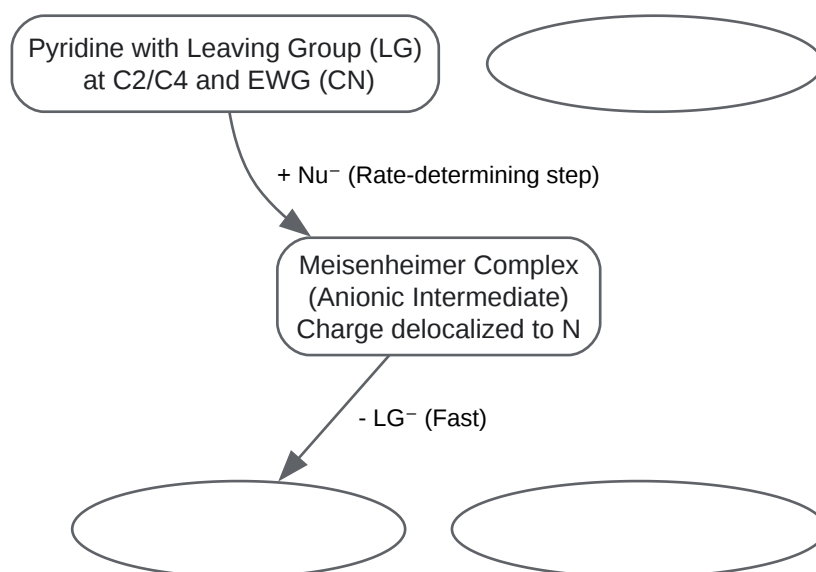 Pyridine with Leaving Group (LG)
at C2/C4 and EWG (CN)
+ Nu⁻ (Rate-determining step)
Meisenheimer Complex
(Anionic Intermediate)
Charge delocalized to N
- LG⁻ (Fast)